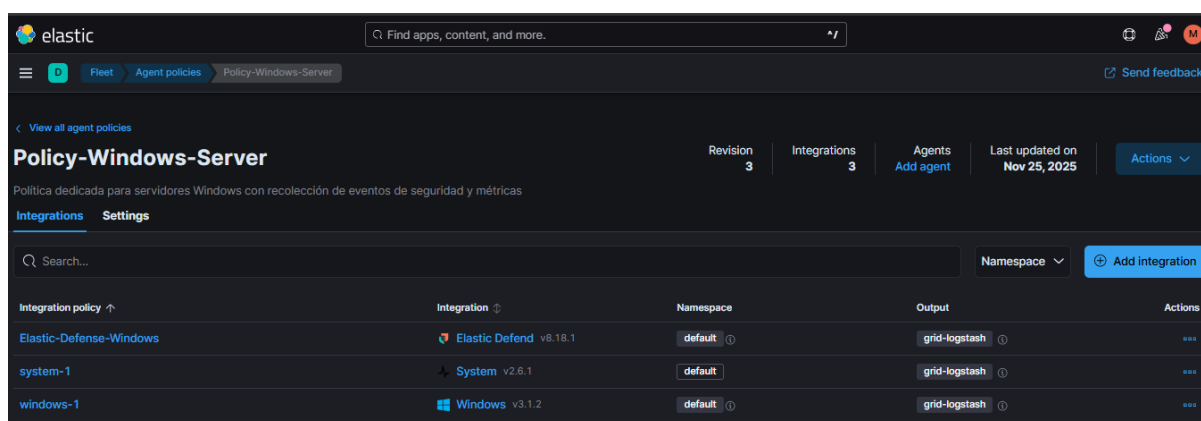 elastic
Find apps, content, and more.
^/
M
D Fleet Agent policies Policy-Windows-Server
Send feedback
View all agent policies
Policy-Windows-Server
Revision Integrations Agents Last updated on
3 3 Add agent Nov 25, 2025
Actions
Política dedicada para servidores Windows con recolección de eventos de seguridad y métricas
Integrations Settings
Search...
Namespace
Add integration
Integration policy Integration Namespace Output Actions
Elastic-Defense-Windows Elastic Defend v8.18.1 default grid-logstash
system-1 System v2.6.1 default grid-logstash
windows-1 Windows v3.1.2 default grid-logstash